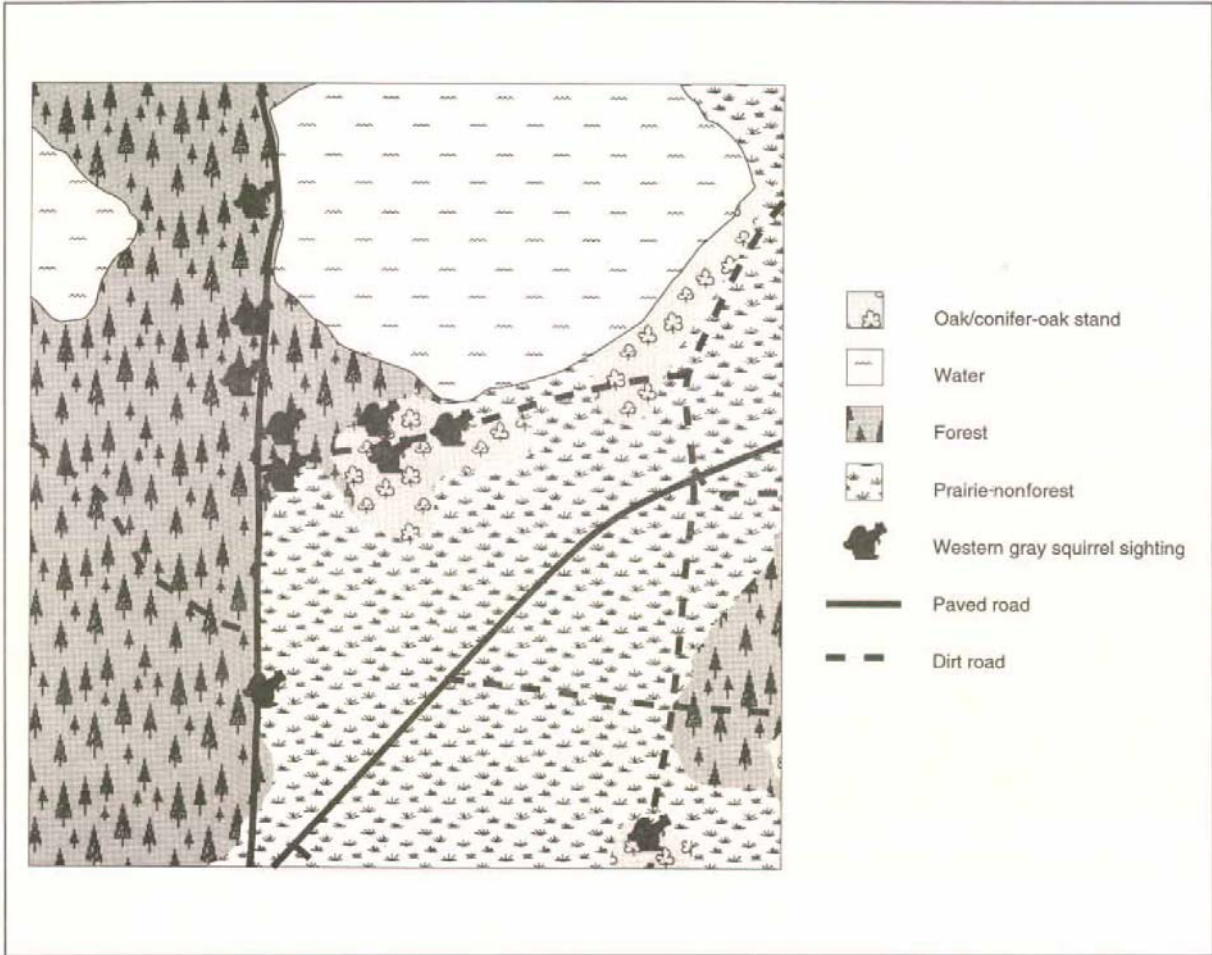 Oak/conifer-oak stand
Water
Forest
Prairie-nonforest
Western gray squirrel sighting
Paved road
Dirt road